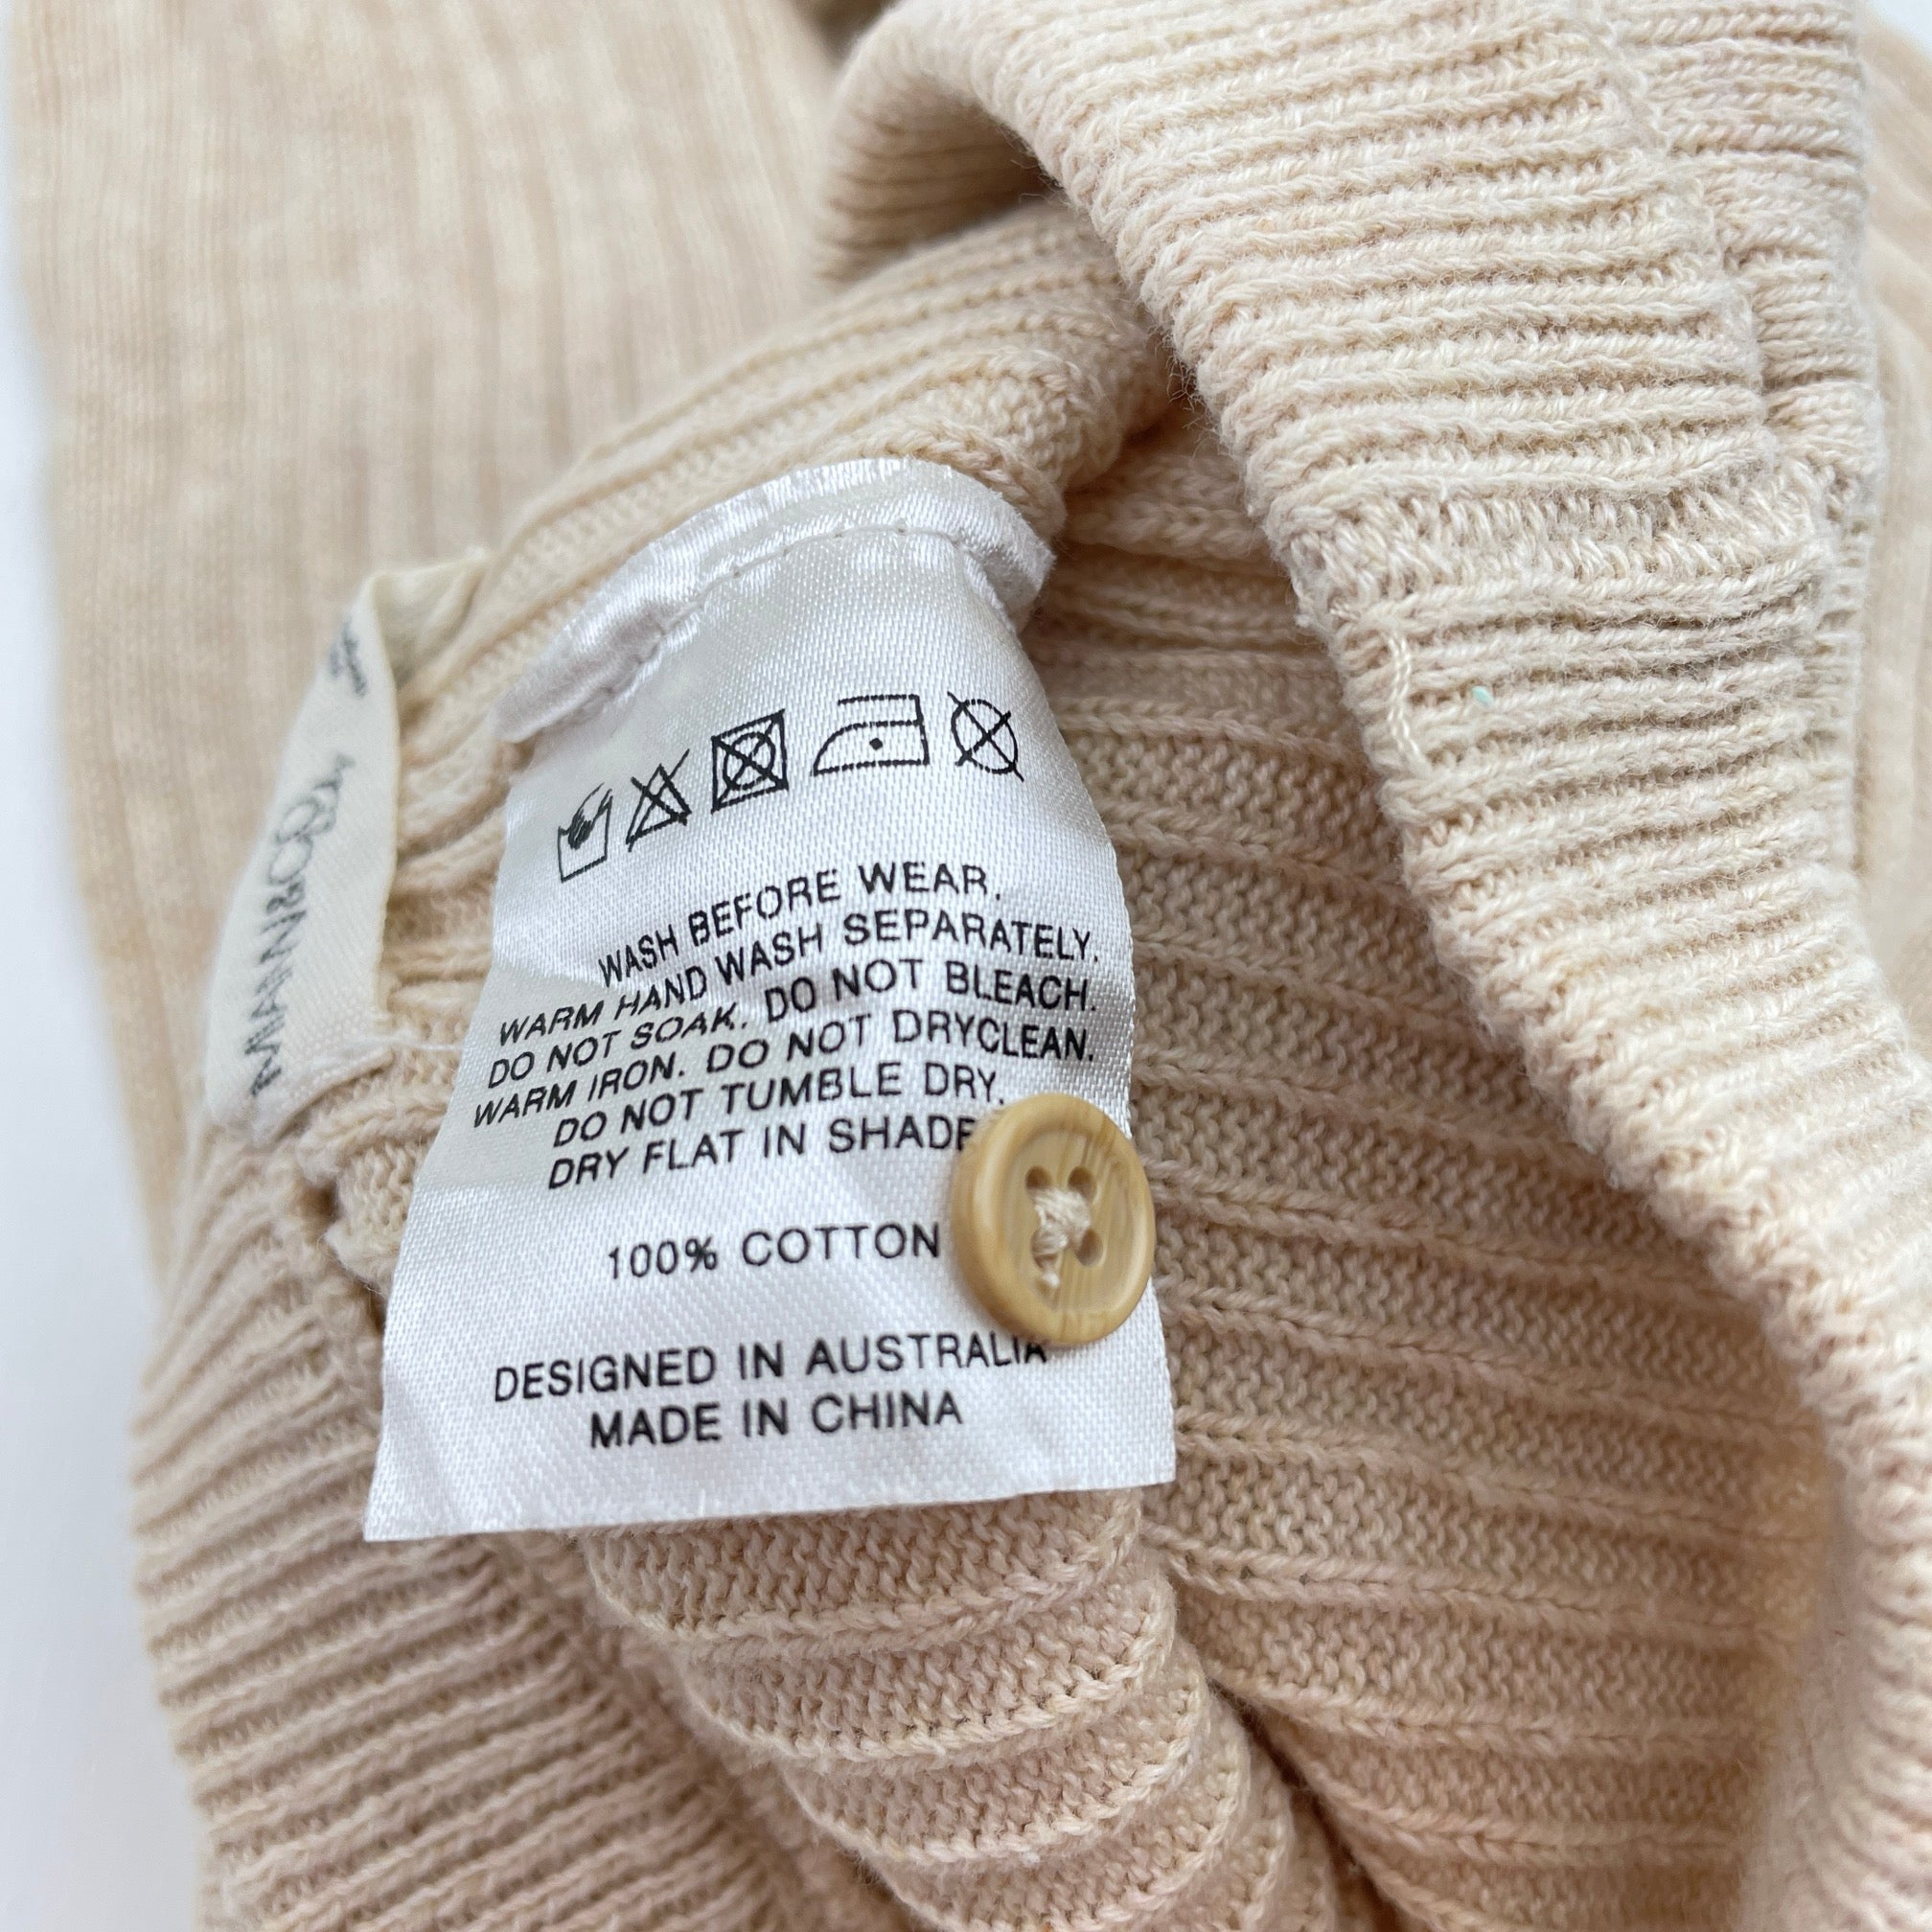 WASH BEFORE WEAR.
WARM HAND WASH SEPARATELY.
DO NOT SOAK. DO NOT BLEACH.
WARM IRON. DO NOT DRYCLEAN.
DO NOT TUMBLE DRY.
DRY FLAT IN SHADE
100% COTTON
DESIGNED IN AUSTRALIA
MADE IN CHINA